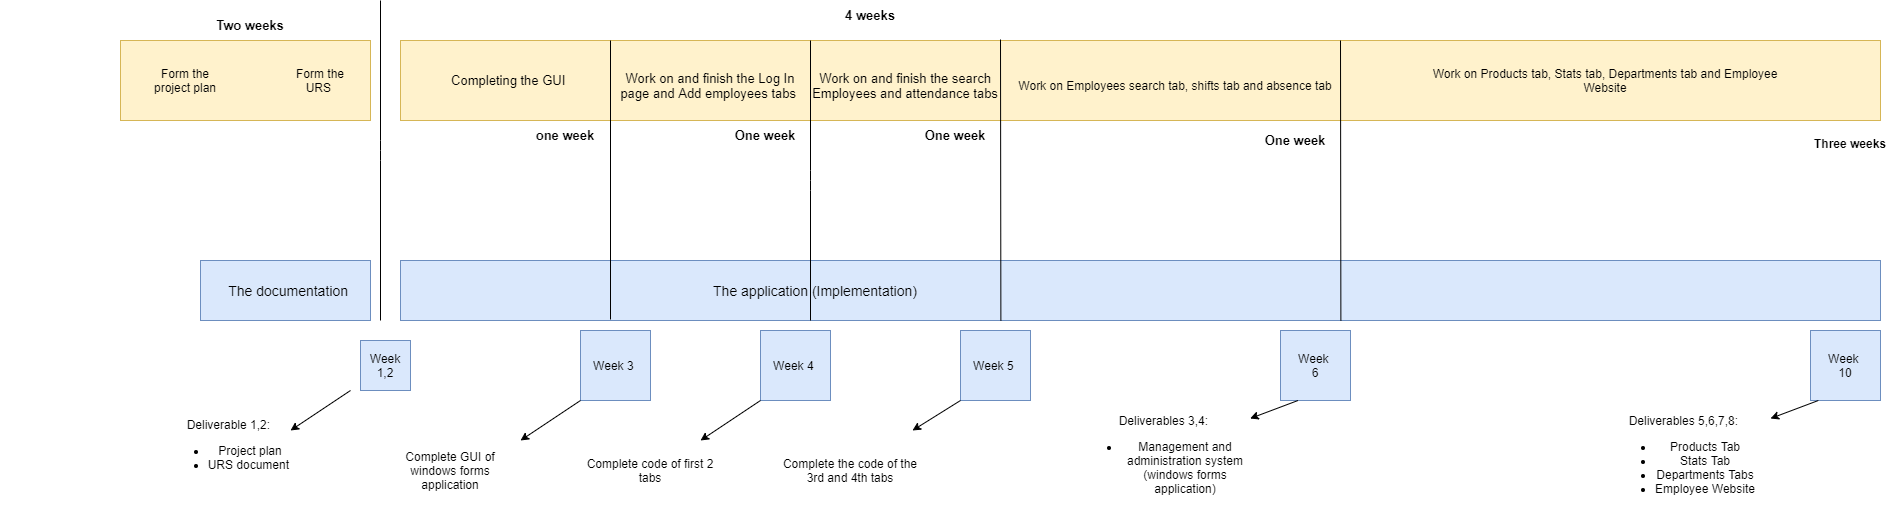 Two weeks
4 weeks
Form the
project plan
Form the
URS
Completing the GUI
Work on and finish the Log In
page and Add employees tabs
Work on and finish the search
Employees and attendance tabs
Work on Employees search tab, shifts tab and absence tab
Work on Products tab, Stats tab, Departments tab and Employee
Website
one week
One week
One week
One week
Three weeks
The documentation
The application (Implementation)
Week
1,2
Week 3
Week 4
Week 5
Week
6
Week
10
Deliverable 1,2:
• Project plan
• URS document
Complete GUI of
windows forms
application
Complete code of first 2
tabs
Complete the code of the
3rd and 4th tabs
Deliverables 3,4:
• Management and
administration system
(windows forms
application)
Deliverables 5,6,7,8:
• Products Tab
• Stats Tab
• Departments Tabs
• Employee Website